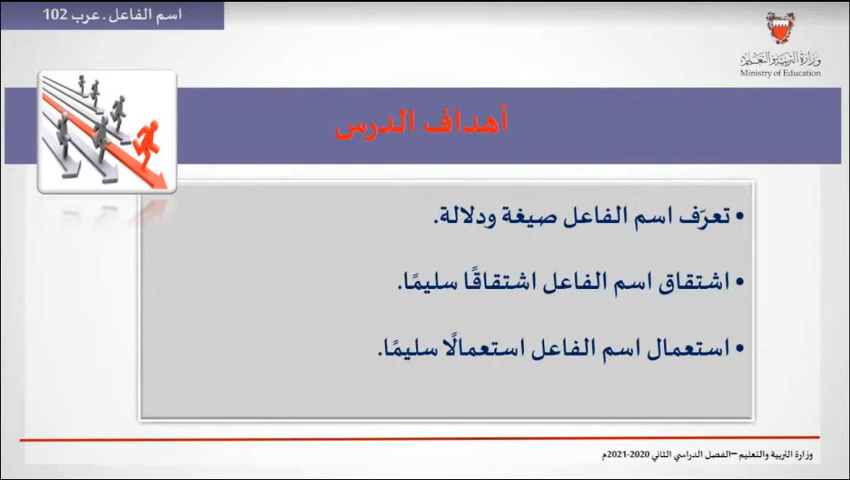 اسم الفاعل ـ عرب 102
وزارة التربية والتعليم
Ministry of Education
أهداف الدرس
• تعرّف اسم الفاعل صيغة ودلالة.
• اشتقاق اسم الفاعل اشتقاقًا سليمًا.
• استعمال اسم الفاعل استعمالًا سليمًا.
وزارة التربية والتعليم –الفصل الدراسي الثاني 2020-2021م